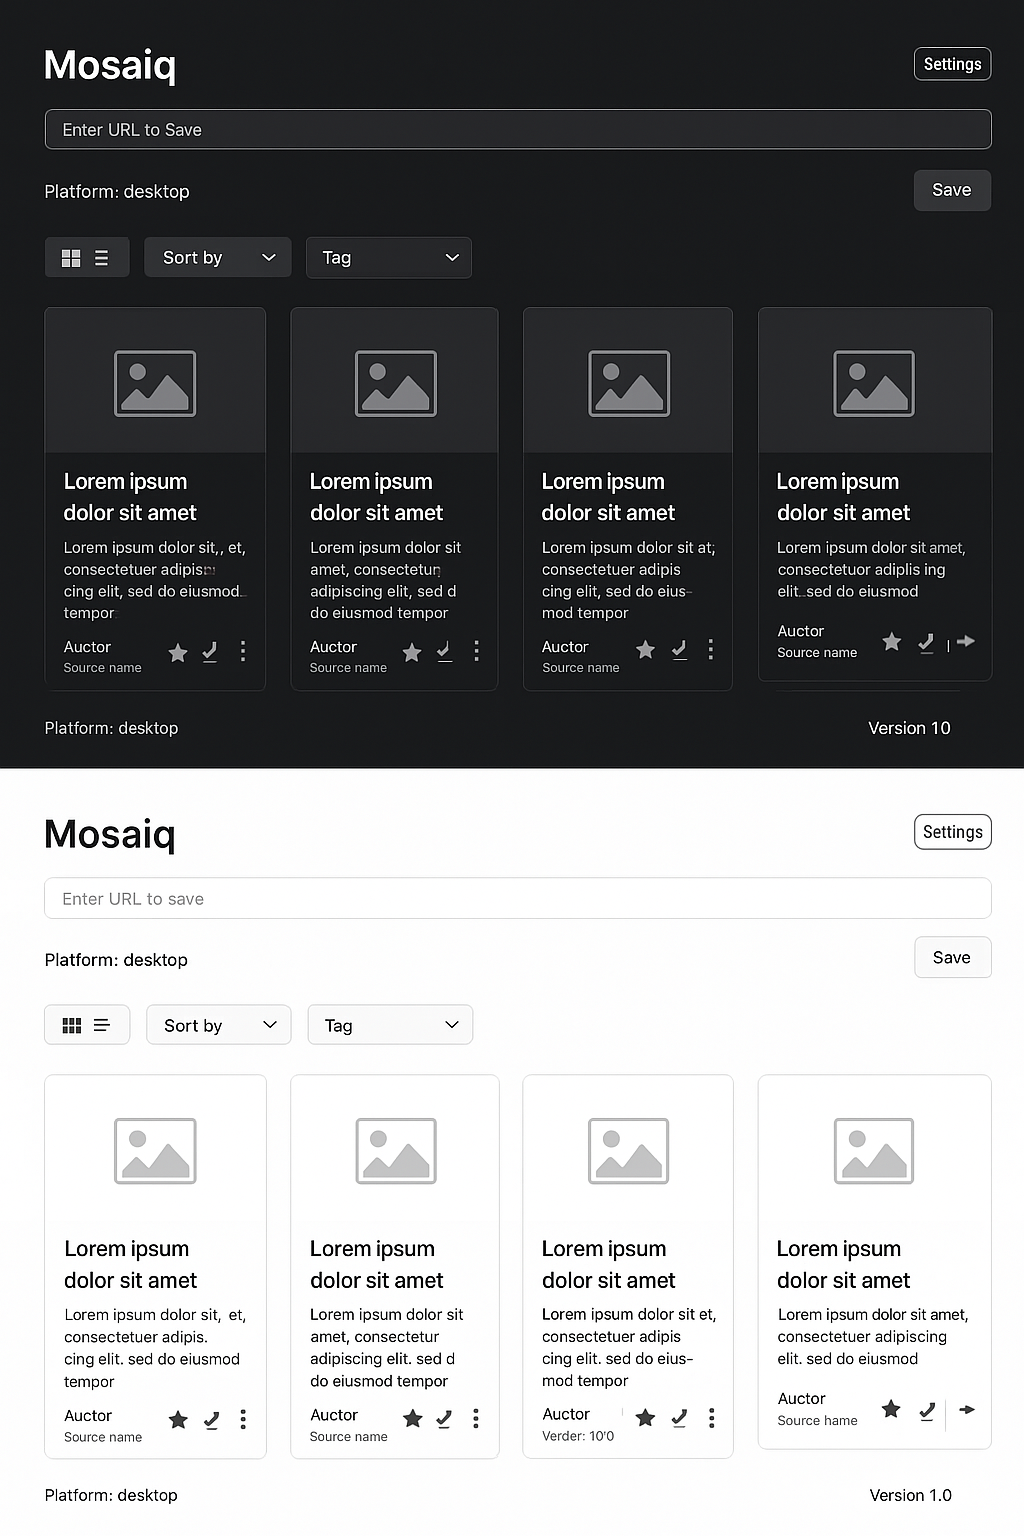 Mosaiq
Settings
Enter URL to Save
Platform: desktop
Save
Sort by
Tag
Lorem ipsum
dolor sit amet
Lorem ipsum dolor sit,, et,
consectetuer adipis
cing elit, sed do eiusmod..
tempor
Auctor
Source name
Lorem ipsum
dolor sit amet
Lorem ipsum dolor sit
amet, consectetur
adipiscing elit, sed d
do eiusmod tempor
Auctor
Source name
Lorem ipsum
dolor sit amet
Lorem ipsum dolor sit at;
consectetuer adipis
cing elit, sed do eius-
mod tempor
Auctor
Source name
Lorem ipsum
dolor sit amet
Lorem ipsum dolor sit amet,
consectetuor adiplis ing
elit..sed do eiusmod
Auctor
Source name
Platform: desktop
Version 10
Mosaiq
Settings
Enter URL to save
Platform: desktop
Save
Sort by
Tag
Lorem ipsum
dolor sit amet
Lorem ipsum dolor sit, et,
consectetuer adipis.
cing elit. sed do eiusmod
tempor
Auctor
Source name
Lorem ipsum
dolor sit amet
Lorem ipsum dolor sit
amet, consectetur
adipiscing elit. sed d
do eiusmod tempor
Auctor
Source name
Lorem ipsum
dolor sit amet
Lorem ipsum dolor sit et,
consectetuer adipis
cing elit. sed do eius-
mod tempor
Auctor
Verder: 10'0
Lorem ipsum
dolor sit amet
Lorem ipsum dolor sit amet,
consectetuer adipiscing
elit. sed do eiusmod
Auctor
Source hame
Platform: desktop
Version 1.0